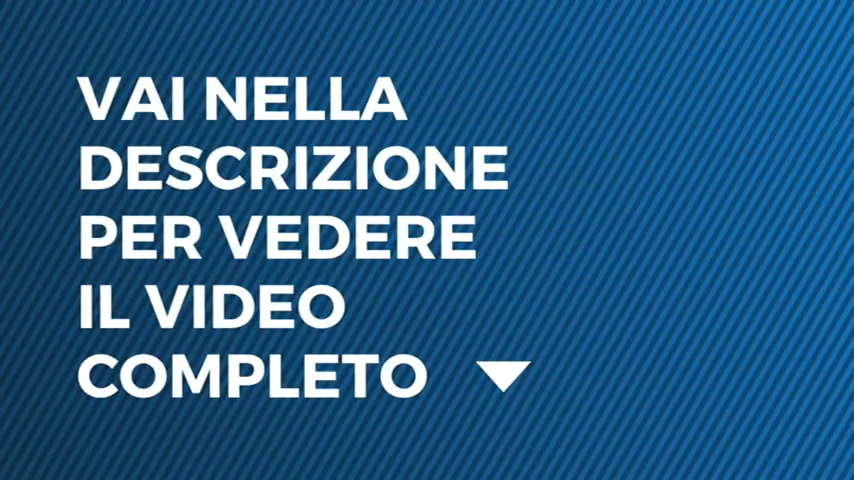 VAI NELLA
DESCRIZIONE
PER VEDERE
IL VIDEO
COMPLETO